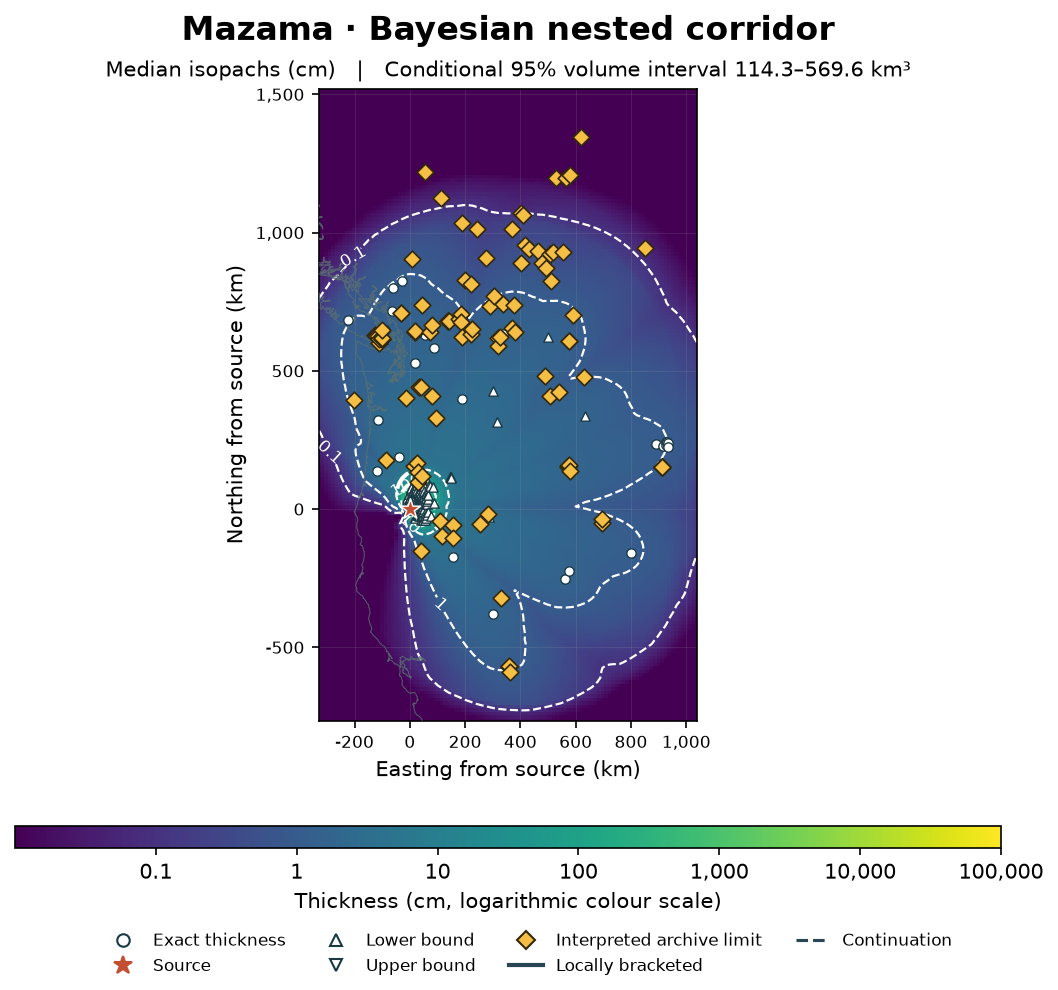 Mazama · Bayesian nested corridor
Median isopachs (cm) | Conditional 95% volume interval 114.3–569.6 km³
1,500
1,000
500
0
-500
Northing from source (km)
0.1
0.1
1
-200 0 200 400 600 800 1,000
Easting from source (km)
0.1 1 10 100 1,000 10,000 100,000
Thickness (cm, logarithmic colour scale)
Exact thickness Lower bound Interpreted archive limit Continuation
Source Upper bound Locally bracketed